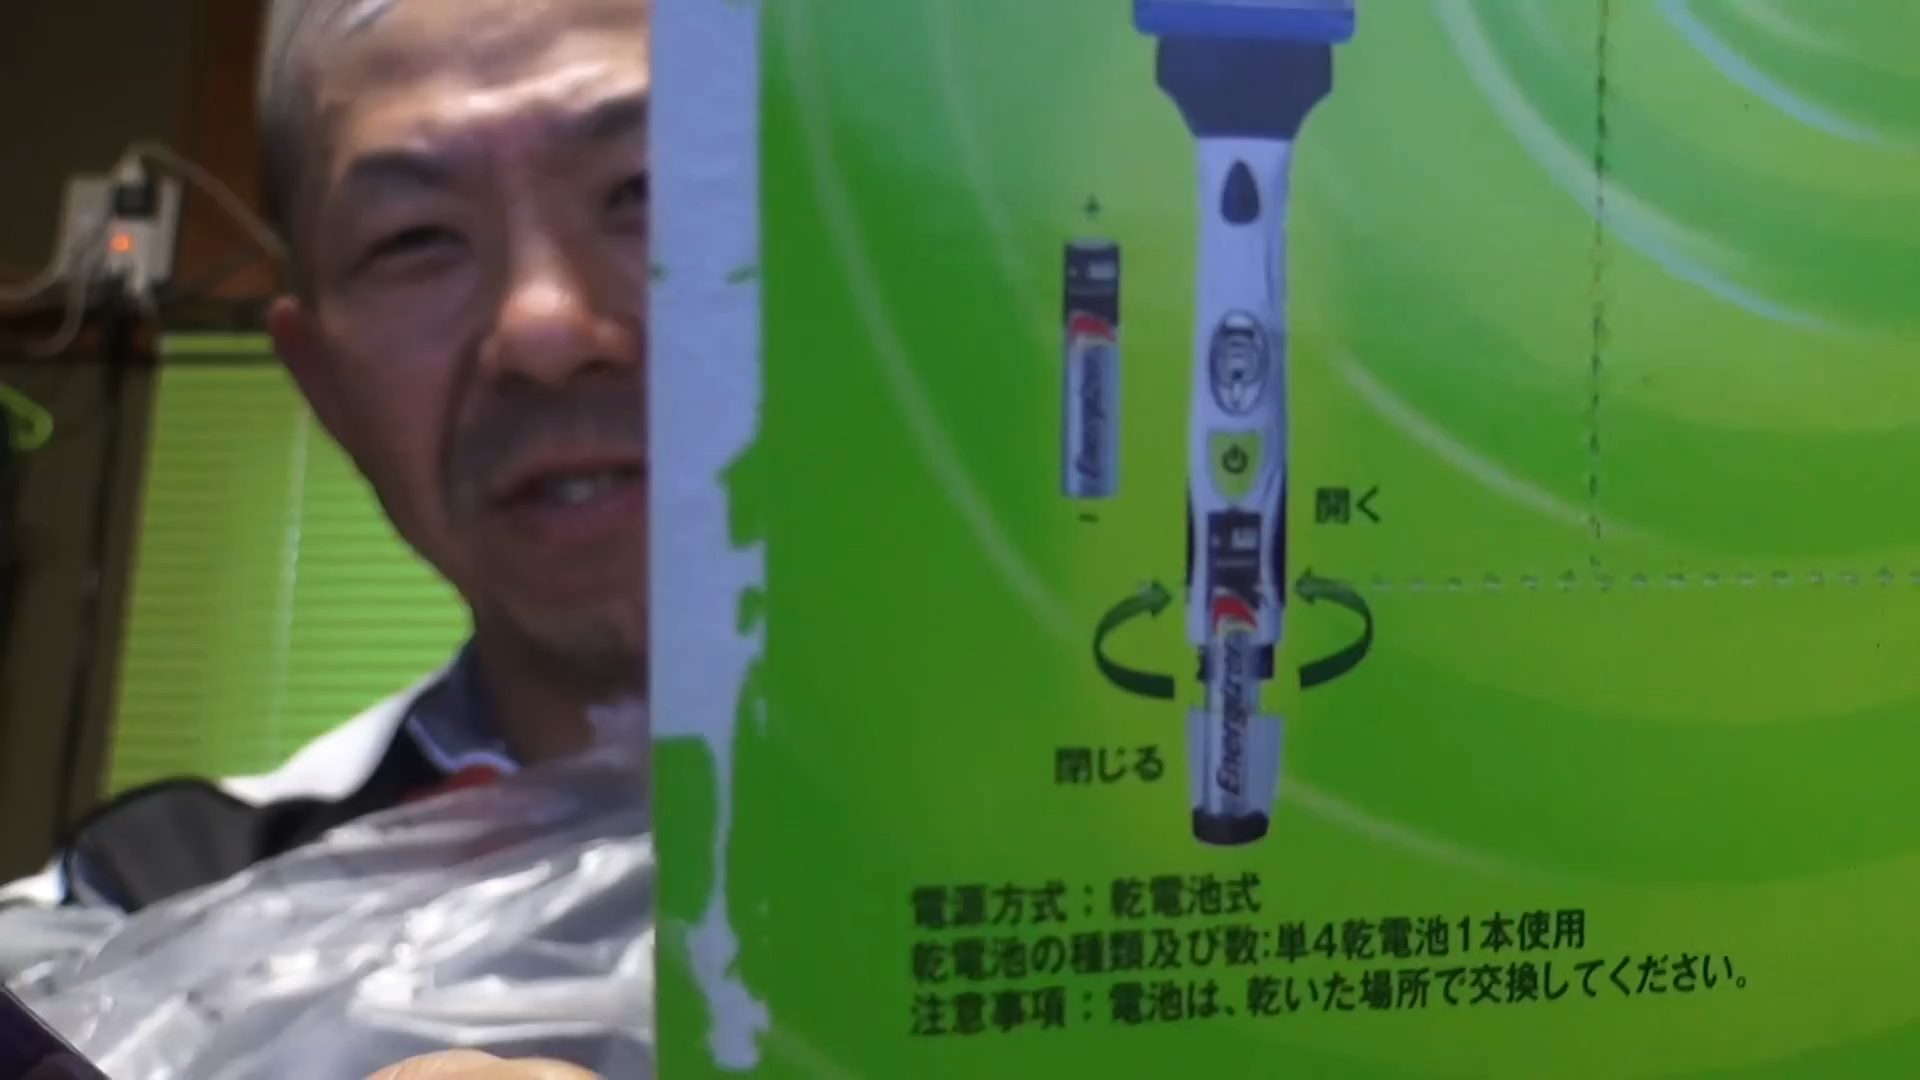 +
Energizer
−
開く
Energizer
閉じる
電源方式：乾電池式
乾電池の種類及び数:単4乾電池1本使用
注意事項：電池は、乾いた場所で交換してください。